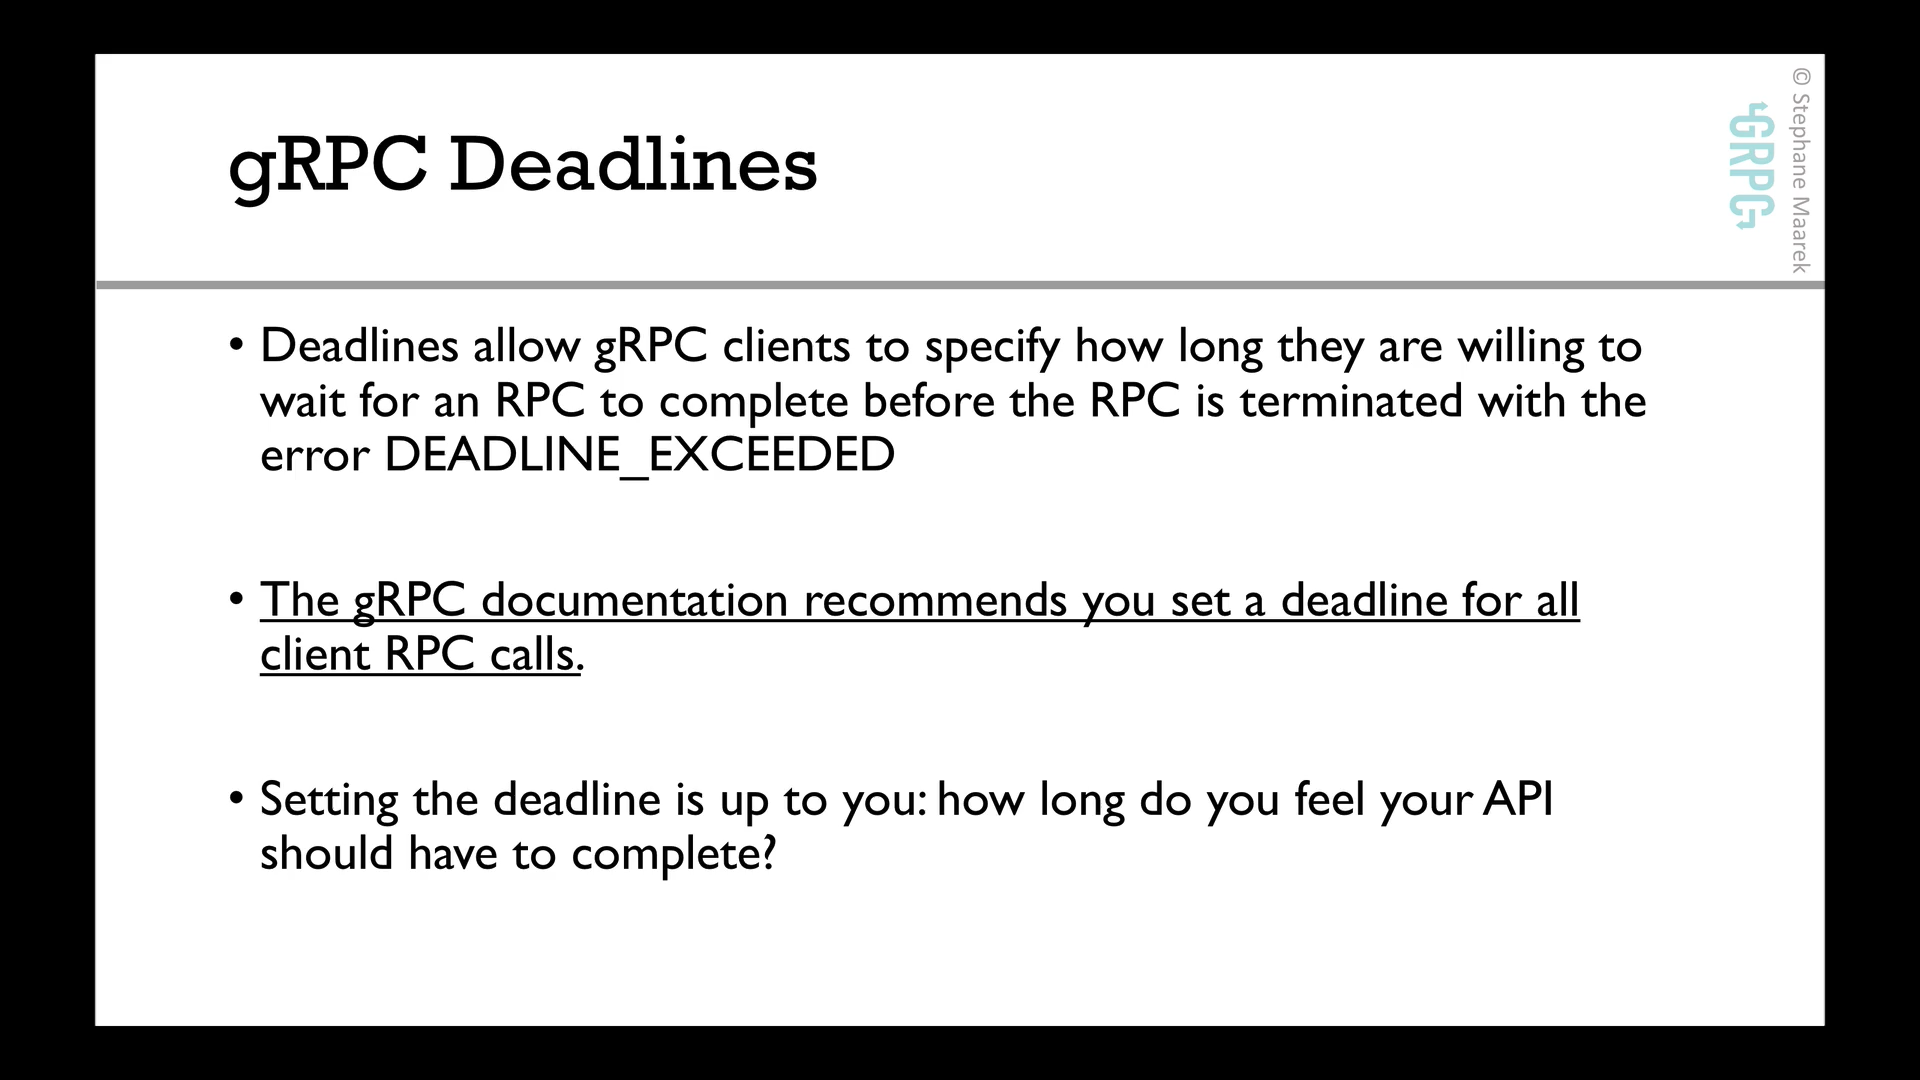 gRPC Deadlines
GRPC
© Stephane Maarek
• Deadlines allow gRPC clients to specify how long they are willing to
wait for an RPC to complete before the RPC is terminated with the
error DEADLINE_EXCEEDED
• The gRPC documentation recommends you set a deadline for all
client RPC calls.
• Setting the deadline is up to you: how long do you feel your API
should have to complete?